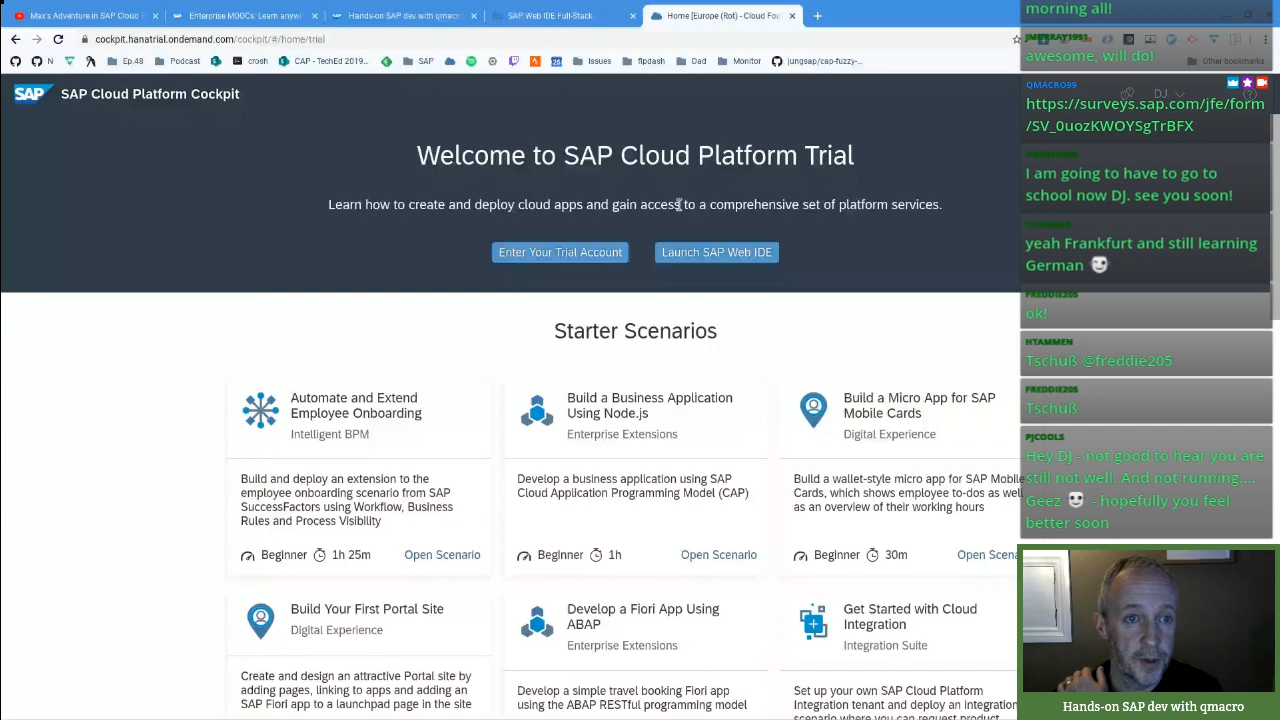 Max's Adventure in SAP Cloud P
Enterprise MOOCs: Learn anywh
Hands-on SAP dev with qmacro
SAP Web IDE Full-Stack
Home [Europe (Rot) - Cloud Fou
cockpit.hanatrial.ondemand.com/cockpit/#/home/trial
N
Ep.48
Podcast
crosh
SAP
Issues
flpdash
Dad
Monitor
jungsap/cap-fuzzy-...
Other bookmarks
SAP
SAP Cloud Platform Cockpit
DJ
Welcome to SAP Cloud Platform Trial
Learn how to create and deploy cloud apps and gain access to a comprehensive set of platform services.
Enter Your Trial Account
Launch SAP Web IDE
Starter Scenarios
Automate and Extend
Employee Onboarding
Intelligent BPM
Build and deploy an extension to the
employee onboarding scenario from SAP
SuccessFactors using Workflow, Business
Rules and Process Visibility
Beginner 1h 25m Open Scenario
Build a Business Application
Using Node.js
Enterprise Extensions
Develop a business application using SAP
Cloud Application Programming Model (CAP)
Beginner 1h Open Scenario
Build a Micro App for SAP
Mobile Cards
Digital Experience
Build a wallet-style micro app for SAP Mobile
Cards, which shows employee to-dos as well
as an overview of their working hours
Beginner 30m Open Scena
Build Your First Portal Site
Digital Experience
Create and design an attractive Portal site by
adding pages, linking to apps and adding an
SAP Fiori app to a launchpad page in the site
Develop a Fiori App Using
ABAP
Enterprise Extensions
Develop a simple travel booking Fiori app
using the ABAP RESTful programming model
Get Started with Cloud
Integration
Integration Suite
Set up your own SAP Cloud Platform
Integration tenant and deploy an integration
scenario where you can request product
morning all!
JMURRAY1991
awesome, will do!
QMACRO99
https://surveys.sap.com/jfe/form
/SV_0uozKWOYSgTrBFX
I am going to have to go to
school now DJ. see you soon!
yeah Frankfurt and still learning
German
FREDDIE205
ok!
HTAMMEN
Tschuß @freddie205
FREDDIE205
Tschuß
PJCOOLS
Hey DJ - not good to hear you are
still not well. And not running....
Geez - hopefully you feel
better soon
Hands-on SAP dev with qmacro